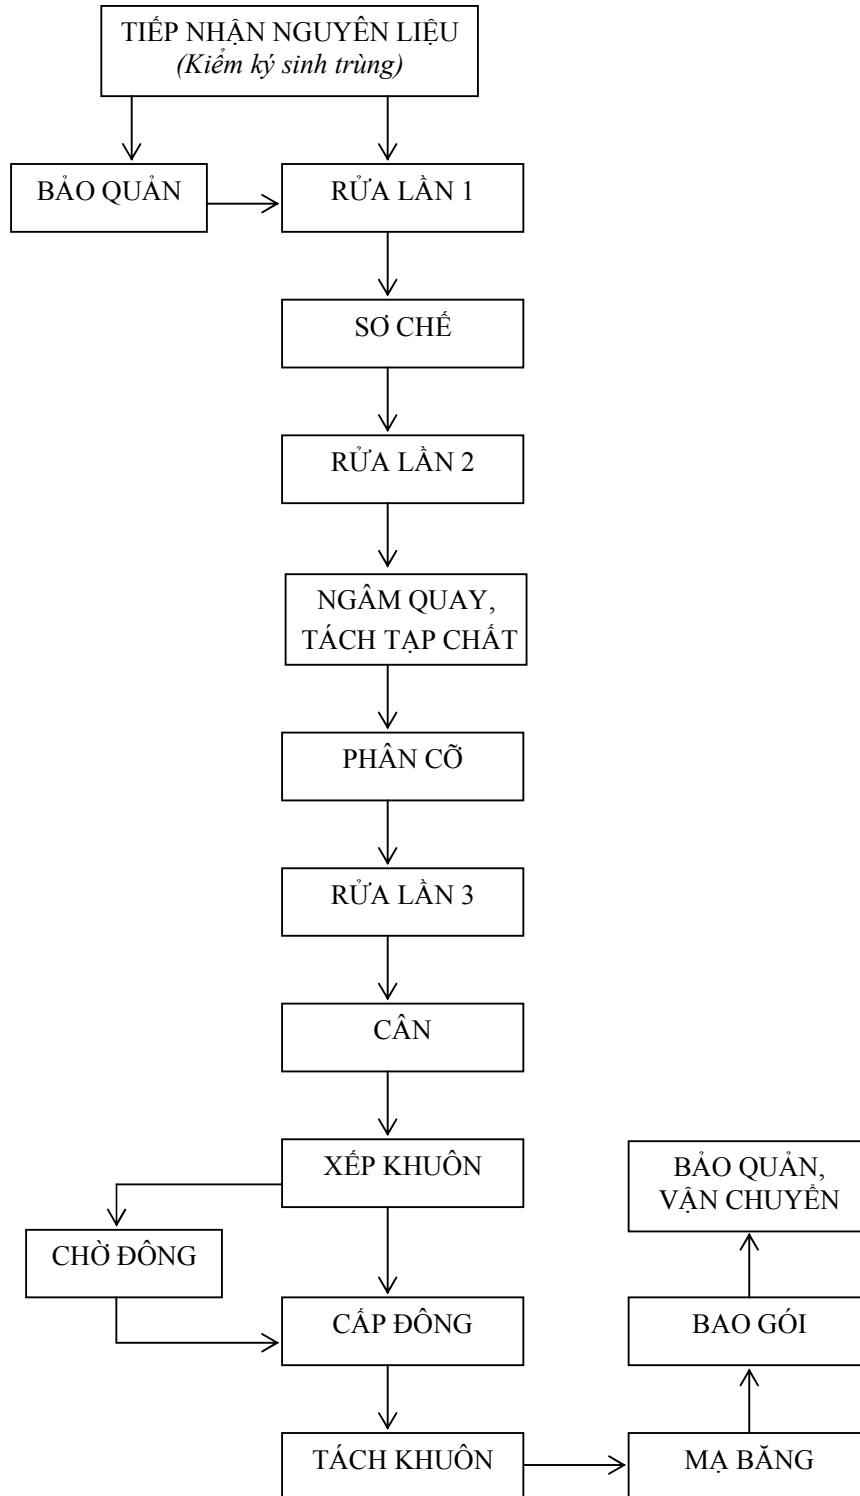 TIẾP NHẬN NGUYÊN LIỆU
(Kiểm ký sinh trùng)
BẢO QUẢN
RỬA LẦN 1
SƠ CHẾ
RỬA LẦN 2
NGÂM QUAY,
TÁCH TẠP CHẤT
PHÂN CỠ
RỬA LẦN 3
CÂN
XẾP KHUÔN
CHỜ ĐÔNG
CẤP ĐÔNG
TÁCH KHUÔN
MẠ BĂNG
BAO GÓI
BẢO QUẢN,
VẬN CHUYỂN